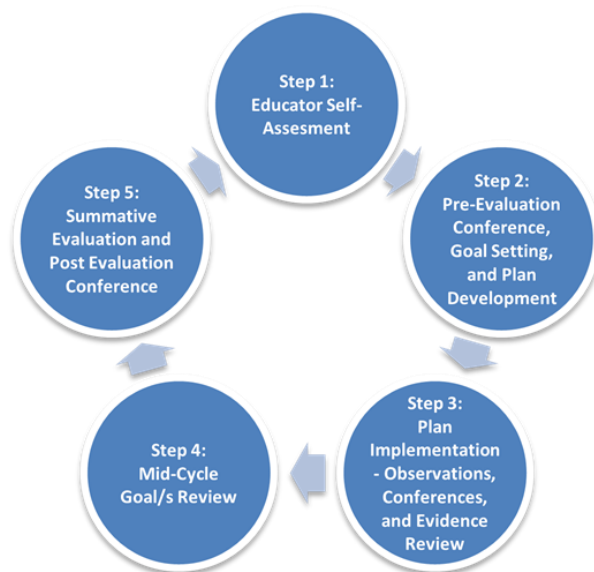 Step 1:
Educator Self-
Assesment
Step 2:
Pre-Evaluation
Conference,
Goal Setting,
and Plan
Development
Step 3:
Plan
Implementation
- Observations,
Conferences,
and Evidence
Review
Step 4:
Mid-Cycle
Goal/s Review
Step 5:
Summative
Evaluation and
Post Evaluation
Conference